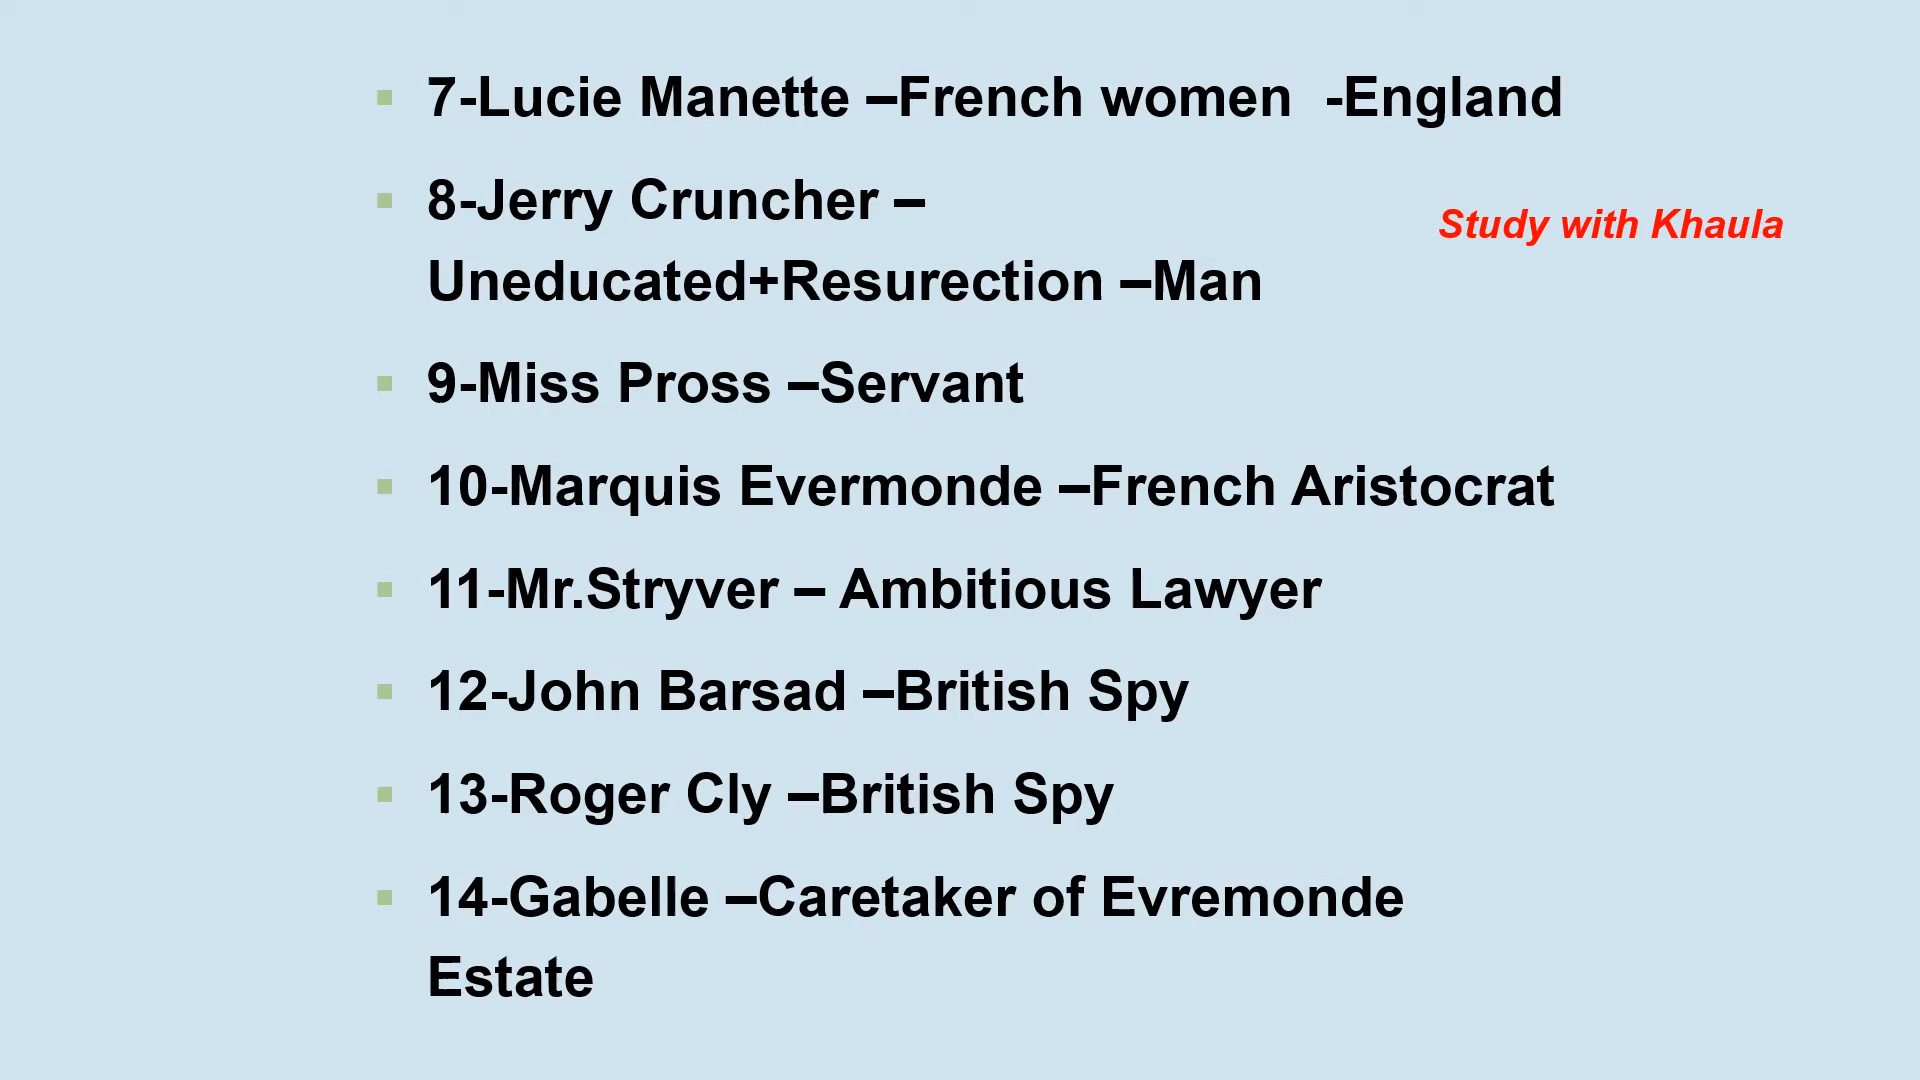 7-Lucie Manette –French women  -England
8-Jerry Cruncher –
Uneducated+Resurection –Man
Study with Khaula
9-Miss Pross –Servant
10-Marquis Evermonde –French Aristocrat
11-Mr.Stryver – Ambitious Lawyer
12-John Barsad –British Spy
13-Roger Cly –British Spy
14-Gabelle –Caretaker of Evremonde
Estate